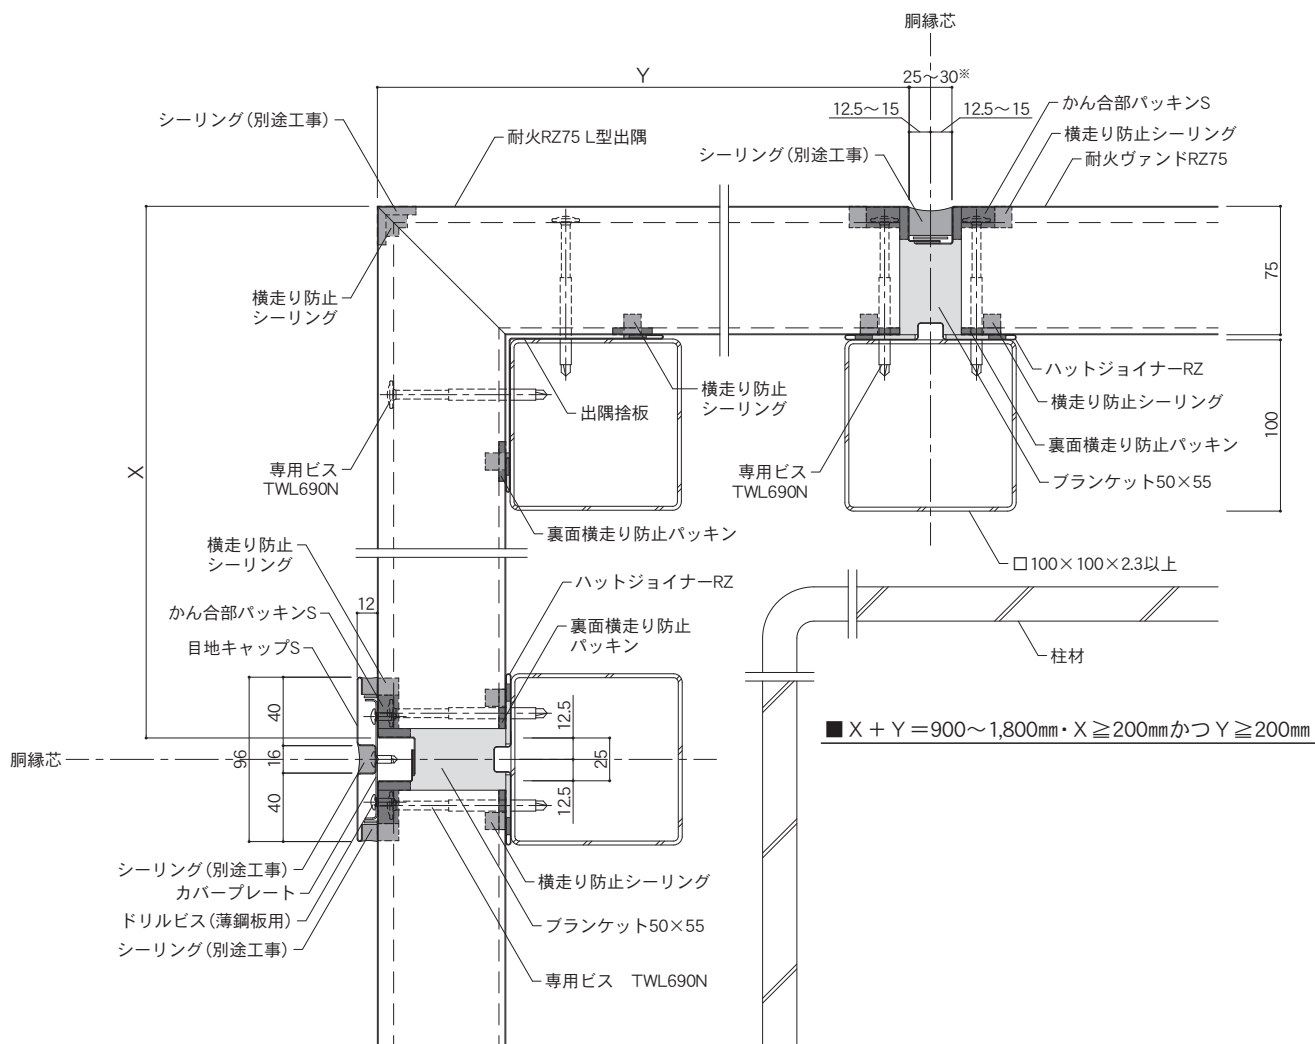 胴縁芯
Y
25～30※
12.5～15
12.5～15
シーリング(別途工事)
耐火RZ75 L型出隅
シーリング(別途工事)
かん合部パッキンS
横走り防止シーリング
耐火ヴァンドRZ75
横走り防止
シーリング
75
X
横走り防止
シーリング
出隅捨板
ハットジョイナーRZ
横走り防止シーリング
100
専用ビス
TWL690N
専用ビス
TWL690N
裏面横走り防止パッキン
ブランケット50×55
裏面横走り防止パッキン
□100×100×2.3以上
横走り防止
シーリング
ハットジョイナーRZ
12
かん合部パッキンS
目地キャップS
裏面横走り防止
パッキン
柱材
40
96
16
40
12.5
25
12.5
胴縁芯
■ X + Y =900～1,800㎜・X ≧200㎜かつ Y ≧200㎜
シーリング(別途工事)
カバープレート
ドリルビス(薄鋼板用)
シーリング(別途工事)
横走り防止シーリング
ブランケット50×55
専用ビス TWL690N